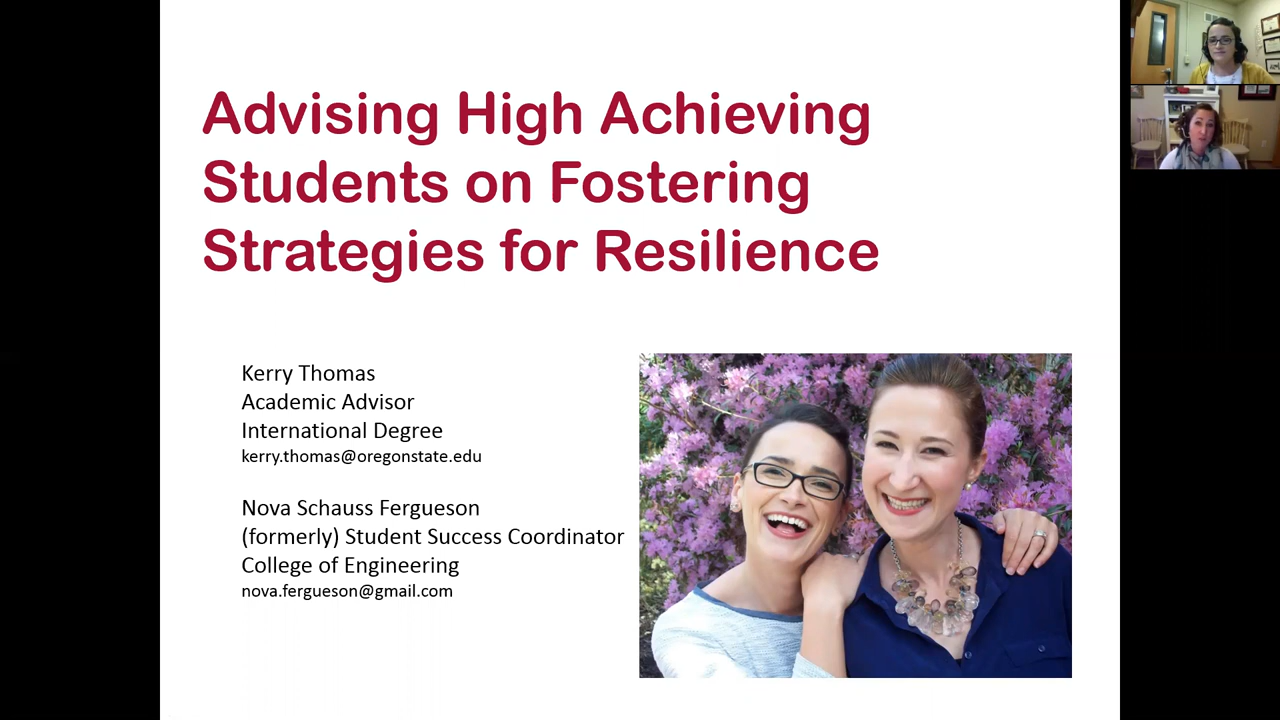 Advising High Achieving
Students on Fostering
Strategies for Resilience
Kerry Thomas
Academic Advisor
International Degree
kerry.thomas@oregonstate.edu
Nova Schauss Fergueson
(formerly) Student Success Coordinator
College of Engineering
nova.fergueson@gmail.com